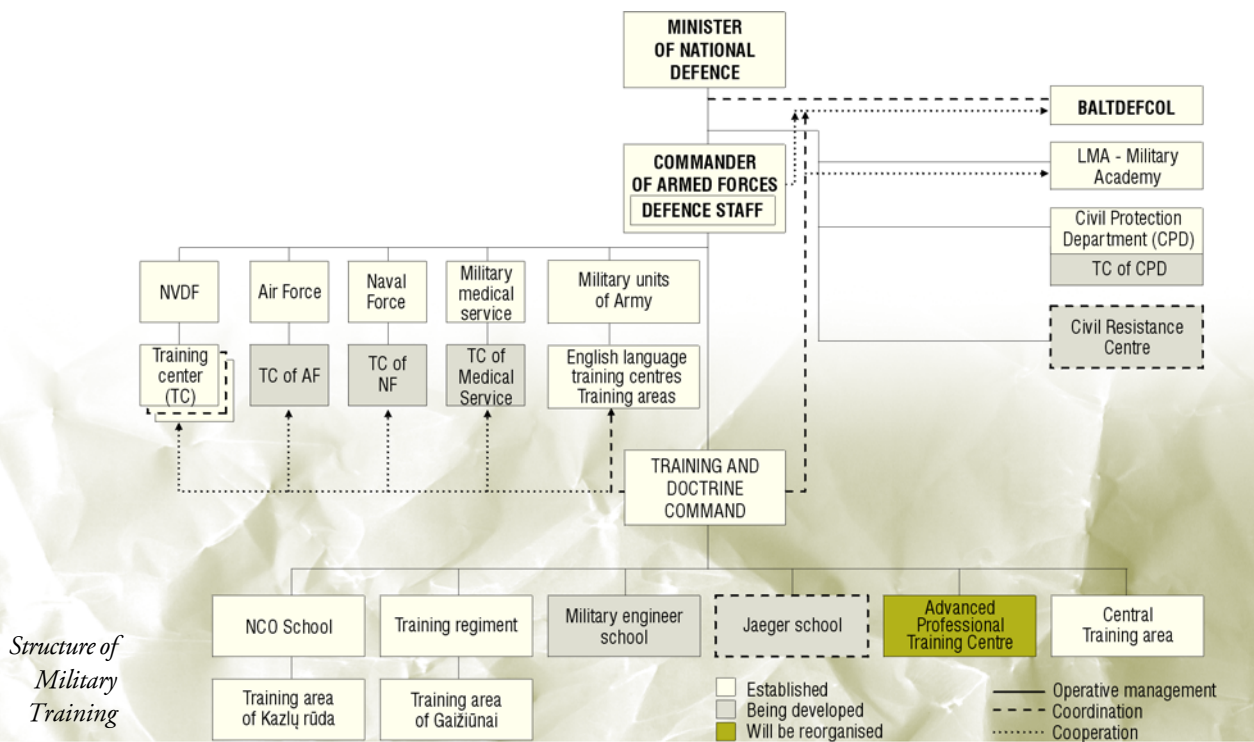 MINISTER
OF NATIONAL
DEFENCE
BALTDEFCOL
COMMANDER
OF ARMED FORCES
DEFENCE STAFF
LMA - Military
Academy
Civil Protection
Department (CPD)
TC of CPD
Civil Resistance
Centre
NVDF
Air Force
Naval
Force
Military
medical
service
Military units
of Army
Training
center
(TC)
TC of AF
TC of
NF
TC of
Medical
Service
English language
training centres
Training areas
TRAINING AND
DOCTRINE
COMMAND
NCO School
Training regiment
Military engineer
school
Jaeger school
Advanced
Professional
Training Centre
Central
Training area
Training area
of Kazlų rūda
Training area
of Gaižiūnai
Structure of
Military
Training
Established
Being developed
Will be reorganised
Operative management
Coordination
Cooperation